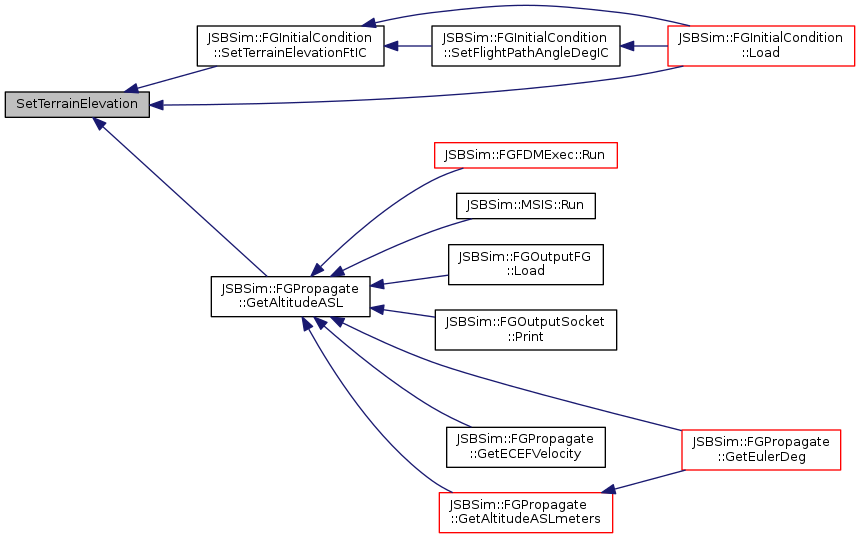 JSBSim::FGInitialCondition
::SetTerrainElevationFtIC
JSBSim::FGInitialCondition
::SetFlightPathAngleDegIC
JSBSim::FGInitialCondition
::Load
SetTerrainElevation
JSBSim::FGFDMExec::Run
JSBSim::MSIS::Run
JSBSim::FGOutputFG
::Load
JSBSim::FGPropagate
::GetAltitudeASL
JSBSim::FGOutputSocket
::Print
JSBSim::FGPropagate
::GetECEFVelocity
JSBSim::FGPropagate
::GetEulerDeg
JSBSim::FGPropagate
::GetAltitudeASLmeters